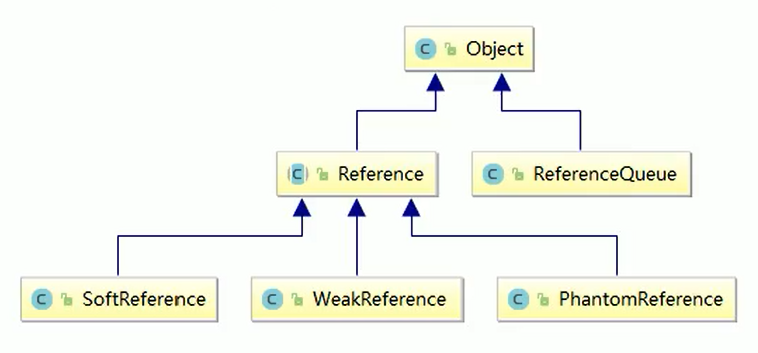 C Object
C Reference
C ReferenceQueue
C SoftReference
C WeakReference
C PhantomReference